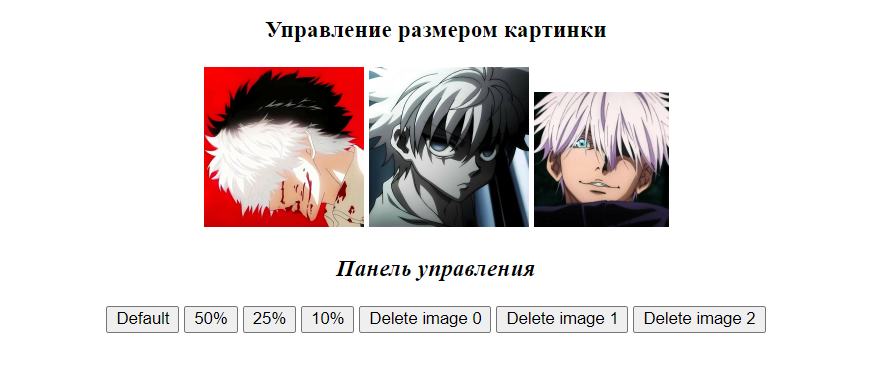 Управление размером картинки
Панель управления
Default 50% 25% 10% Delete image 0 Delete image 1 Delete image 2